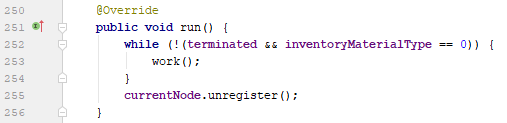 250 @Override
251 public void run() {
252 while (!(terminated && inventoryMaterialType == 0)) {
253 work();
254 }
255 currentNode.unregister();
256 }